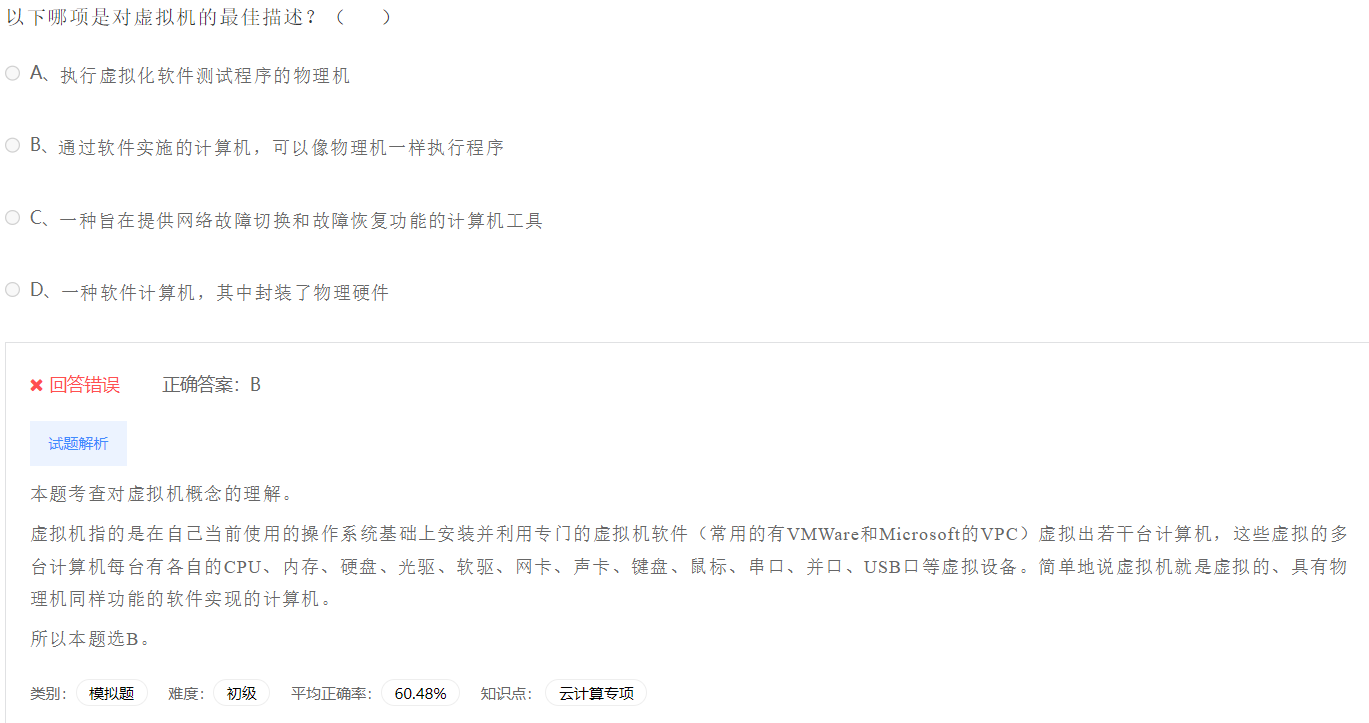 以下哪项是对虚拟机的最佳描述？（　　）
A、执行虚拟化软件测试程序的物理机
B、通过软件实施的计算机，可以像物理机一样执行程序
C、一种旨在提供网络故障切换和故障恢复功能的计算机工具
D、一种软件计算机，其中封装了物理硬件
回答错误 正确答案：B
试题解析
本题考查对虚拟机概念的理解。
虚拟机指的是在自己当前使用的操作系统基础上安装并利用专门的虚拟机软件（常用的有VMWare和Microsoft的VPC）虚拟出若干台计算机，这些虚拟的多
台计算机每台有各自的CPU、内存、硬盘、光驱、软驱、网卡、声卡、键盘、鼠标、串口、并口、USB口等虚拟设备。简单地说虚拟机就是虚拟的、具有物
理机同样功能的软件实现的计算机。
所以本题选B。
类别： 模拟题 难度： 初级 平均正确率： 60.48% 知识点： 云计算专项